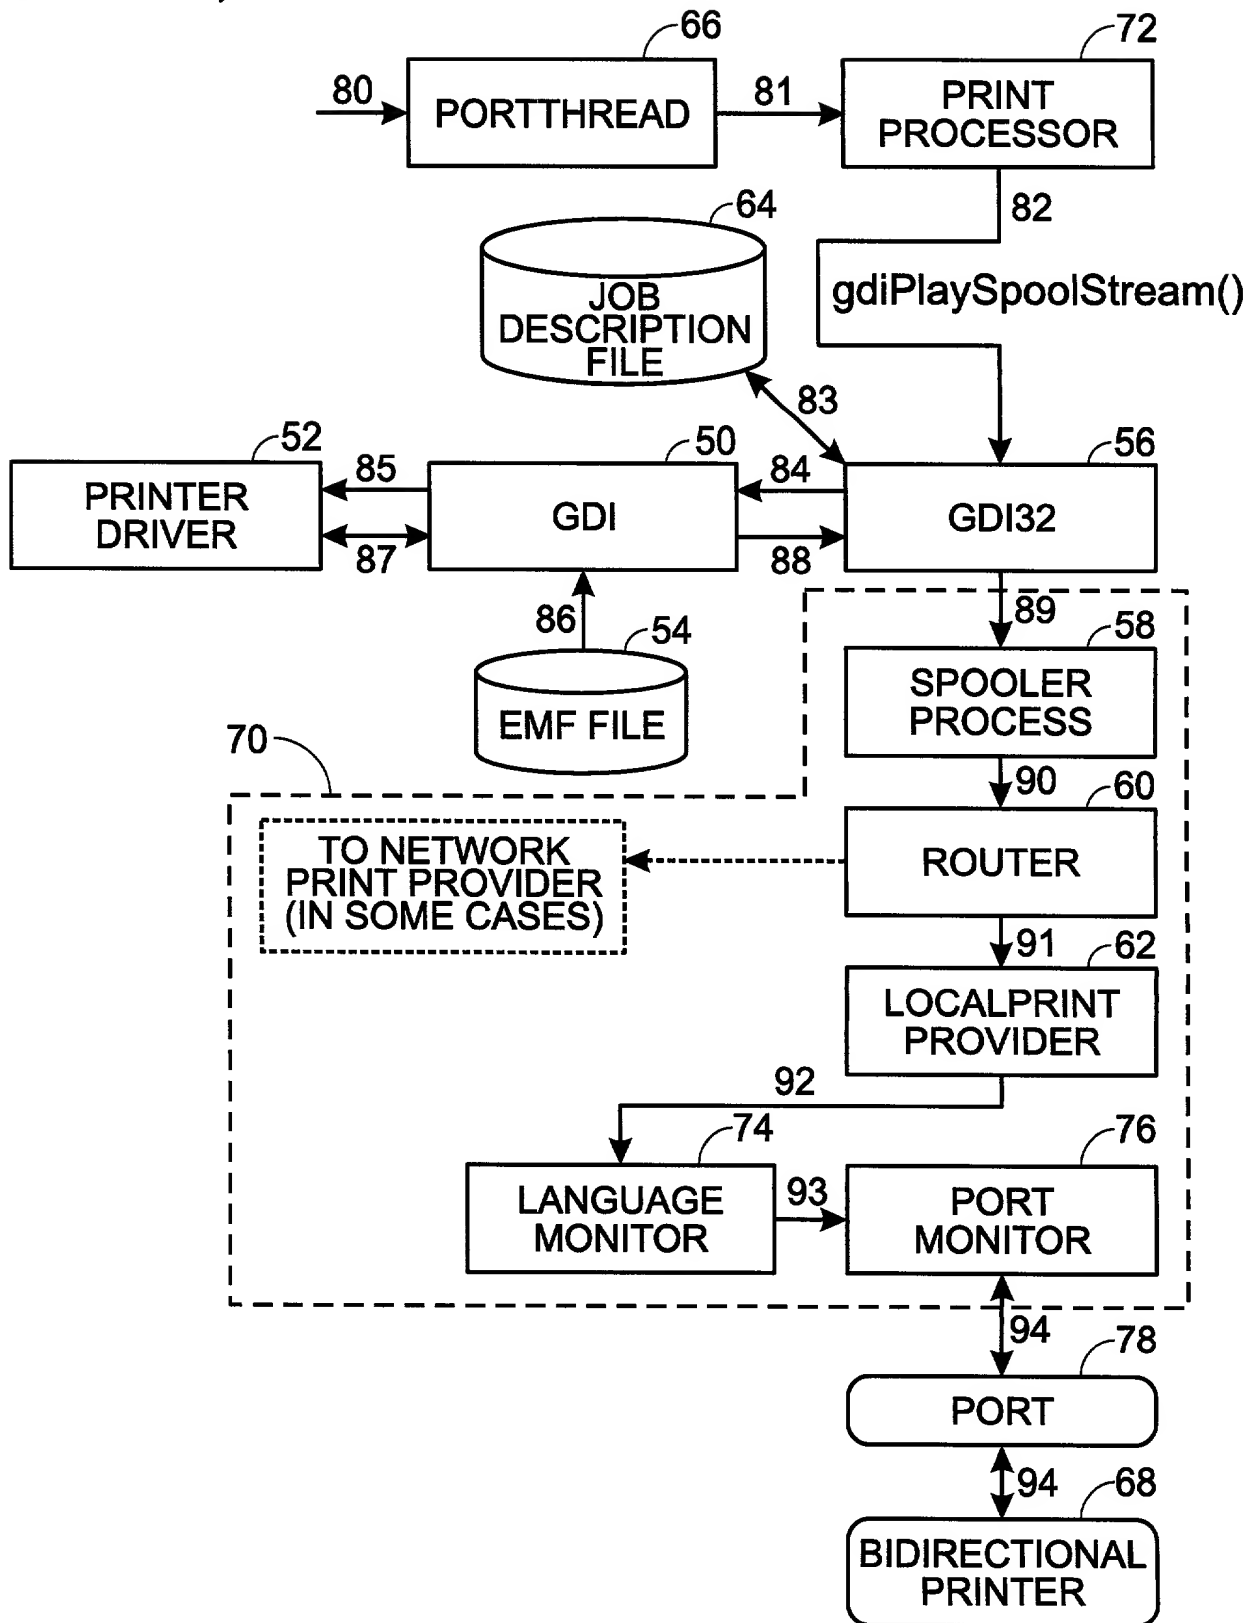 66
72
80
PORTTHREAD
81
PRINT
PROCESSOR
64
82
JOB
DESCRIPTION
FILE
gdiPlaySpoolStream()
83
52
50
56
PRINTER
DRIVER
85
GDI
84
GDI32
87
88
86
54
89
58
EMF FILE
SPOOLER
PROCESS
70
90
60
TO NETWORK
PRINT PROVIDER
(IN SOME CASES)
ROUTER
91
62
LOCALPRINT
PROVIDER
92
74
76
LANGUAGE
MONITOR
93
PORT
MONITOR
94
78
PORT
94
68
BIDIRECTIONAL
PRINTER